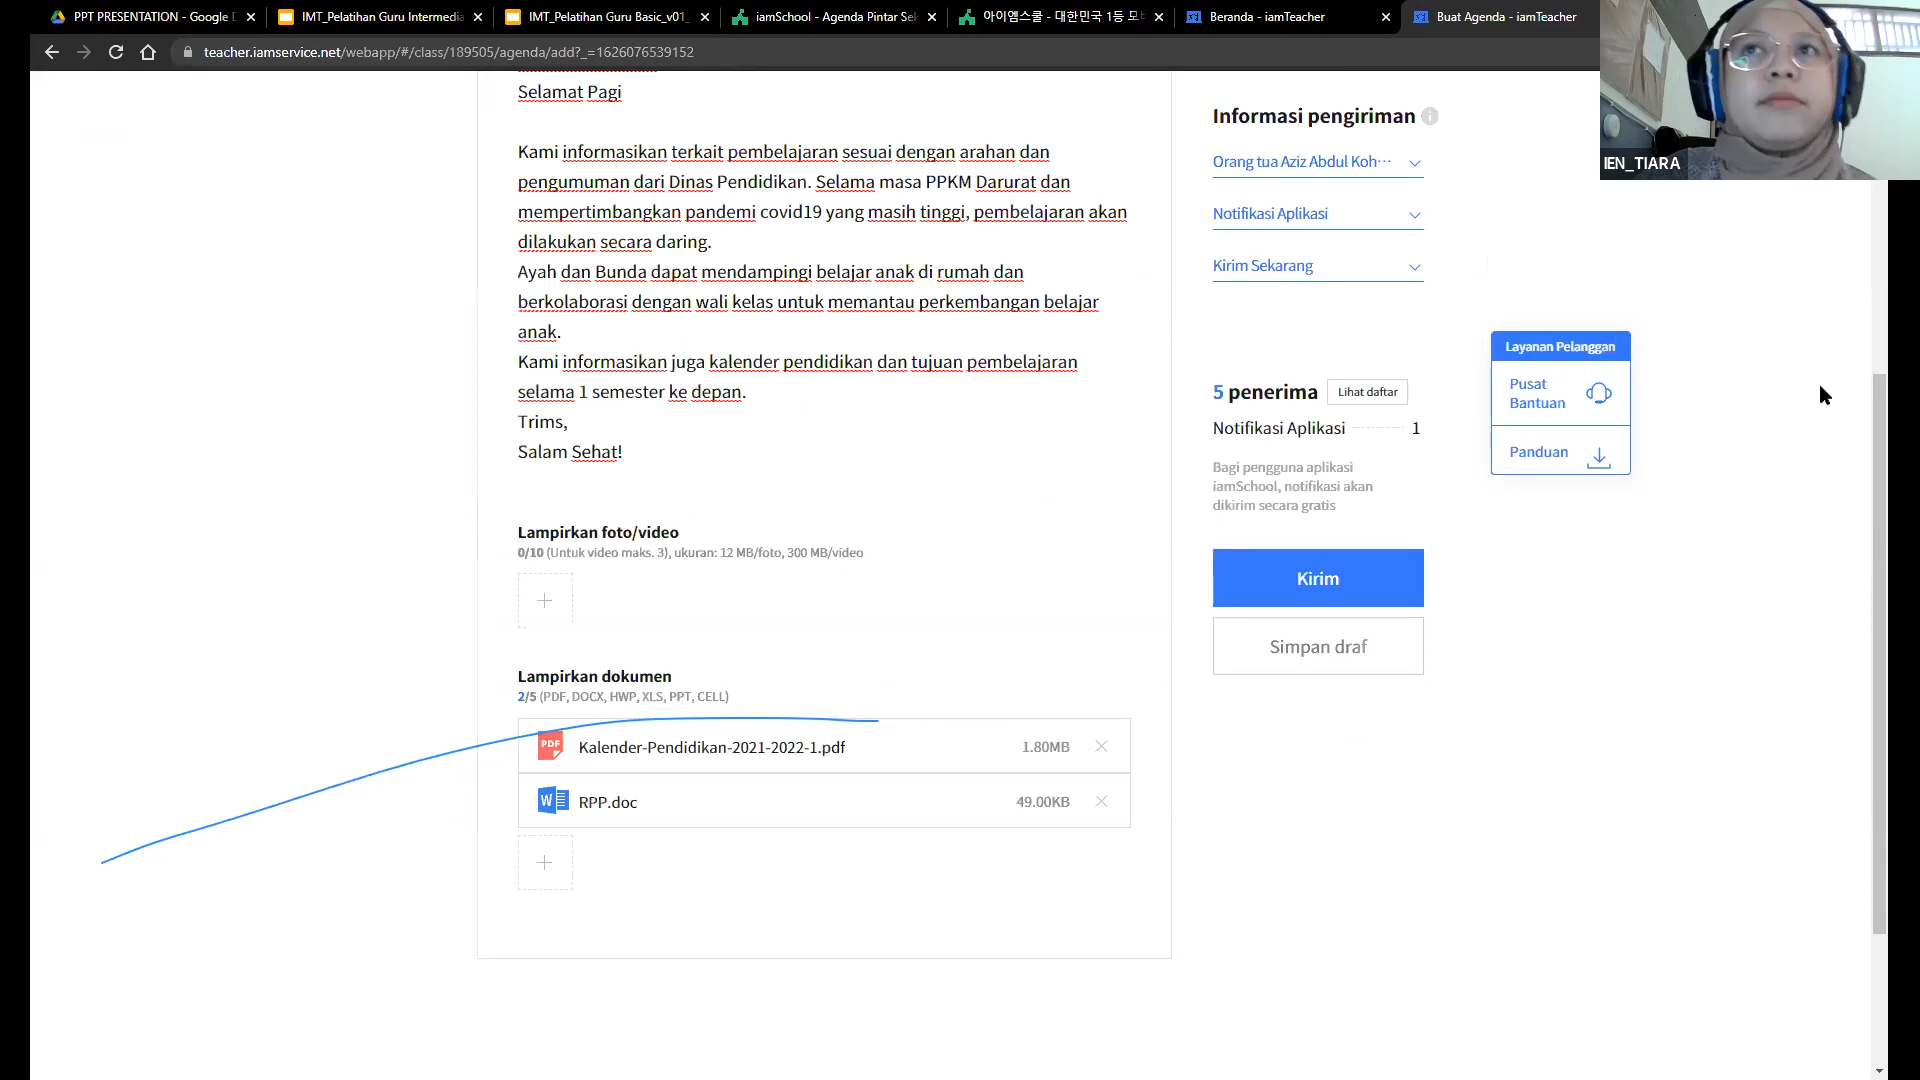 PPT PRESENTATION - Google D
IMT_Pelatihan Guru Intermedia
IMT_Pelatihan Guru Basic_v01_
iamSchool - Agenda Pintar Sek
아이엠스쿨 - 대한민국 1등 모
Beranda - iamTeacher
Buat Agenda - iamTeacher
teacher.iamservice.net/webapp/#/class/189505/agenda/add?_=1626076539152
Selamat Pagi
Kami informasikan terkait pembelajaran sesuai dengan arahan dan
pengumuman dari Dinas Pendidikan. Selama masa PPKM Darurat dan
mempertimbangkan pandemi covid19 yang masih tinggi, pembelajaran akan
dilakukan secara daring.
Ayah dan Bunda dapat mendampingi belajar anak di rumah dan
berkolaborasi dengan wali kelas untuk memantau perkembangan belajar
anak.
Kami informasikan juga kalender pendidikan dan tujuan pembelajaran
selama 1 semester ke depan.
Trims,
Salam Sehat!
Lampirkan foto/video
0/10 (Untuk video maks. 3), ukuran: 12 MB/foto, 300 MB/video
Lampirkan dokumen
2/5 (PDF, DOCX, HWP, XLS, PPT, CELL)
PDF
Kalender-Pendidikan-2021-2022-1.pdf 1.80MB
W
RPP.doc 49.00KB
Informasi pengiriman
Orang tua Aziz Abdul Koh···
Notifikasi Aplikasi
Kirim Sekarang
5 penerima Lihat daftar
Notifikasi Aplikasi 1
Bagi pengguna aplikasi
iamSchool, notifikasi akan
dikirim secara gratis
Kirim
Simpan draf
Layanan Pelanggan
Pusat
Bantuan
Panduan
IEN_TIARA